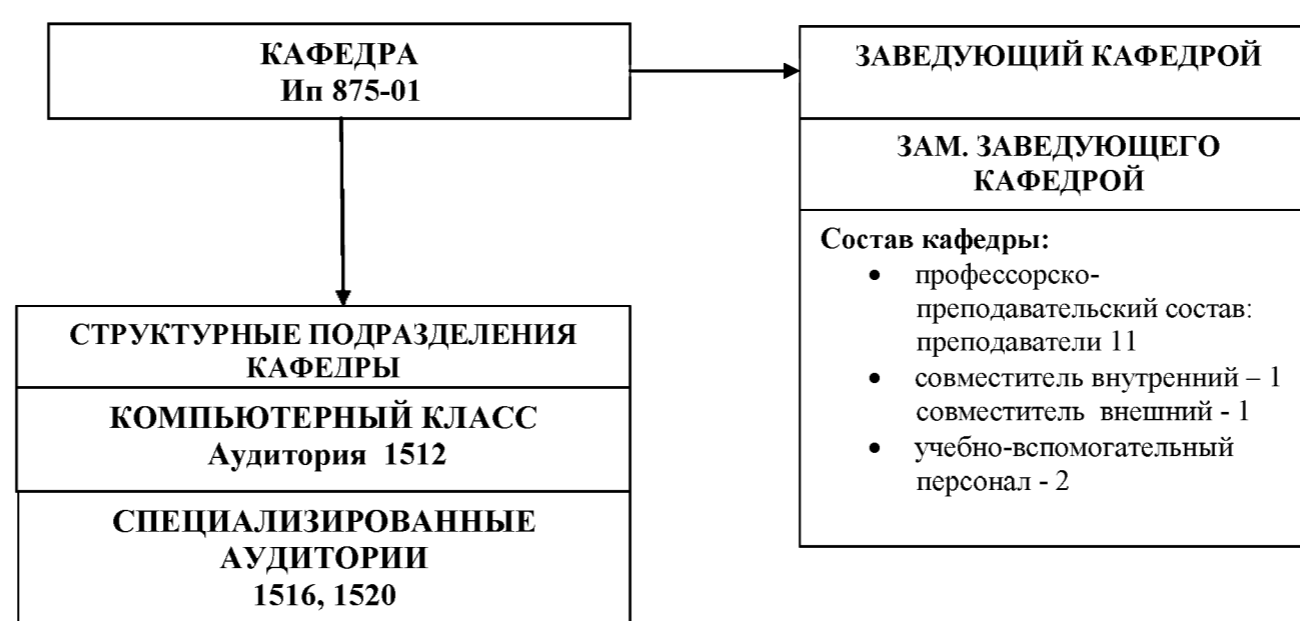 КАФЕДРА
Ип 875-01
ЗАВЕДУЮЩИЙ КАФЕДРОЙ
ЗАМ. ЗАВЕДУЮЩЕГО
КАФЕДРОЙ
Состав кафедры:
• профессорско-
преподавательский состав:
преподаватели 11
• совместитель внутренний – 1
совместитель внешний - 1
• учебно-вспомогательный
персонал - 2
СТРУКТУРНЫЕ ПОДРАЗДЕЛЕНИЯ
КАФЕДРЫ
КОМПЬЮТЕРНЫЙ КЛАСС
Аудитория 1512
СПЕЦИАЛИЗИРОВАННЫЕ
АУДИТОРИИ
1516, 1520